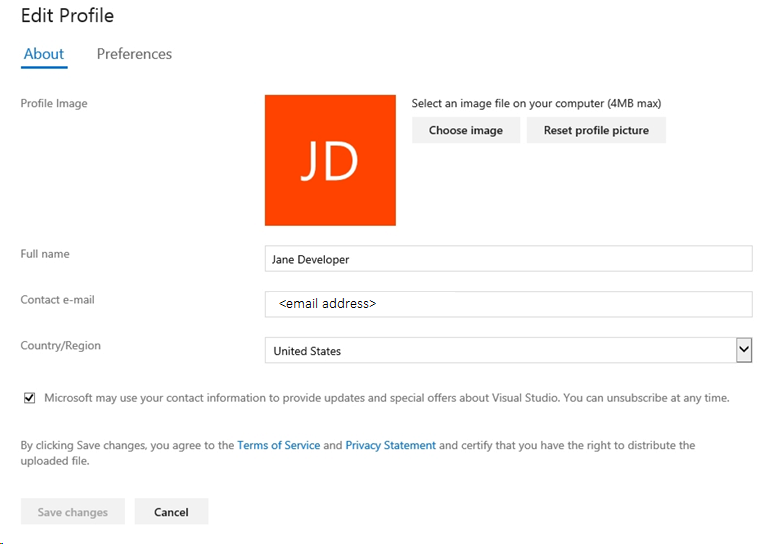 Edit Profile
About Preferences
Profile Image
JD
Select an image file on your computer (4MB max)
Choose image Reset profile picture
Full name
Jane Developer
Contact e-mail
<email address>
Country/Region
United States
Microsoft may use your contact information to provide updates and special offers about Visual Studio. You can unsubscribe at any time.
By clicking Save changes, you agree to the Terms of Service and Privacy Statement and certify that you have the right to distribute the
uploaded file.
Save changes Cancel